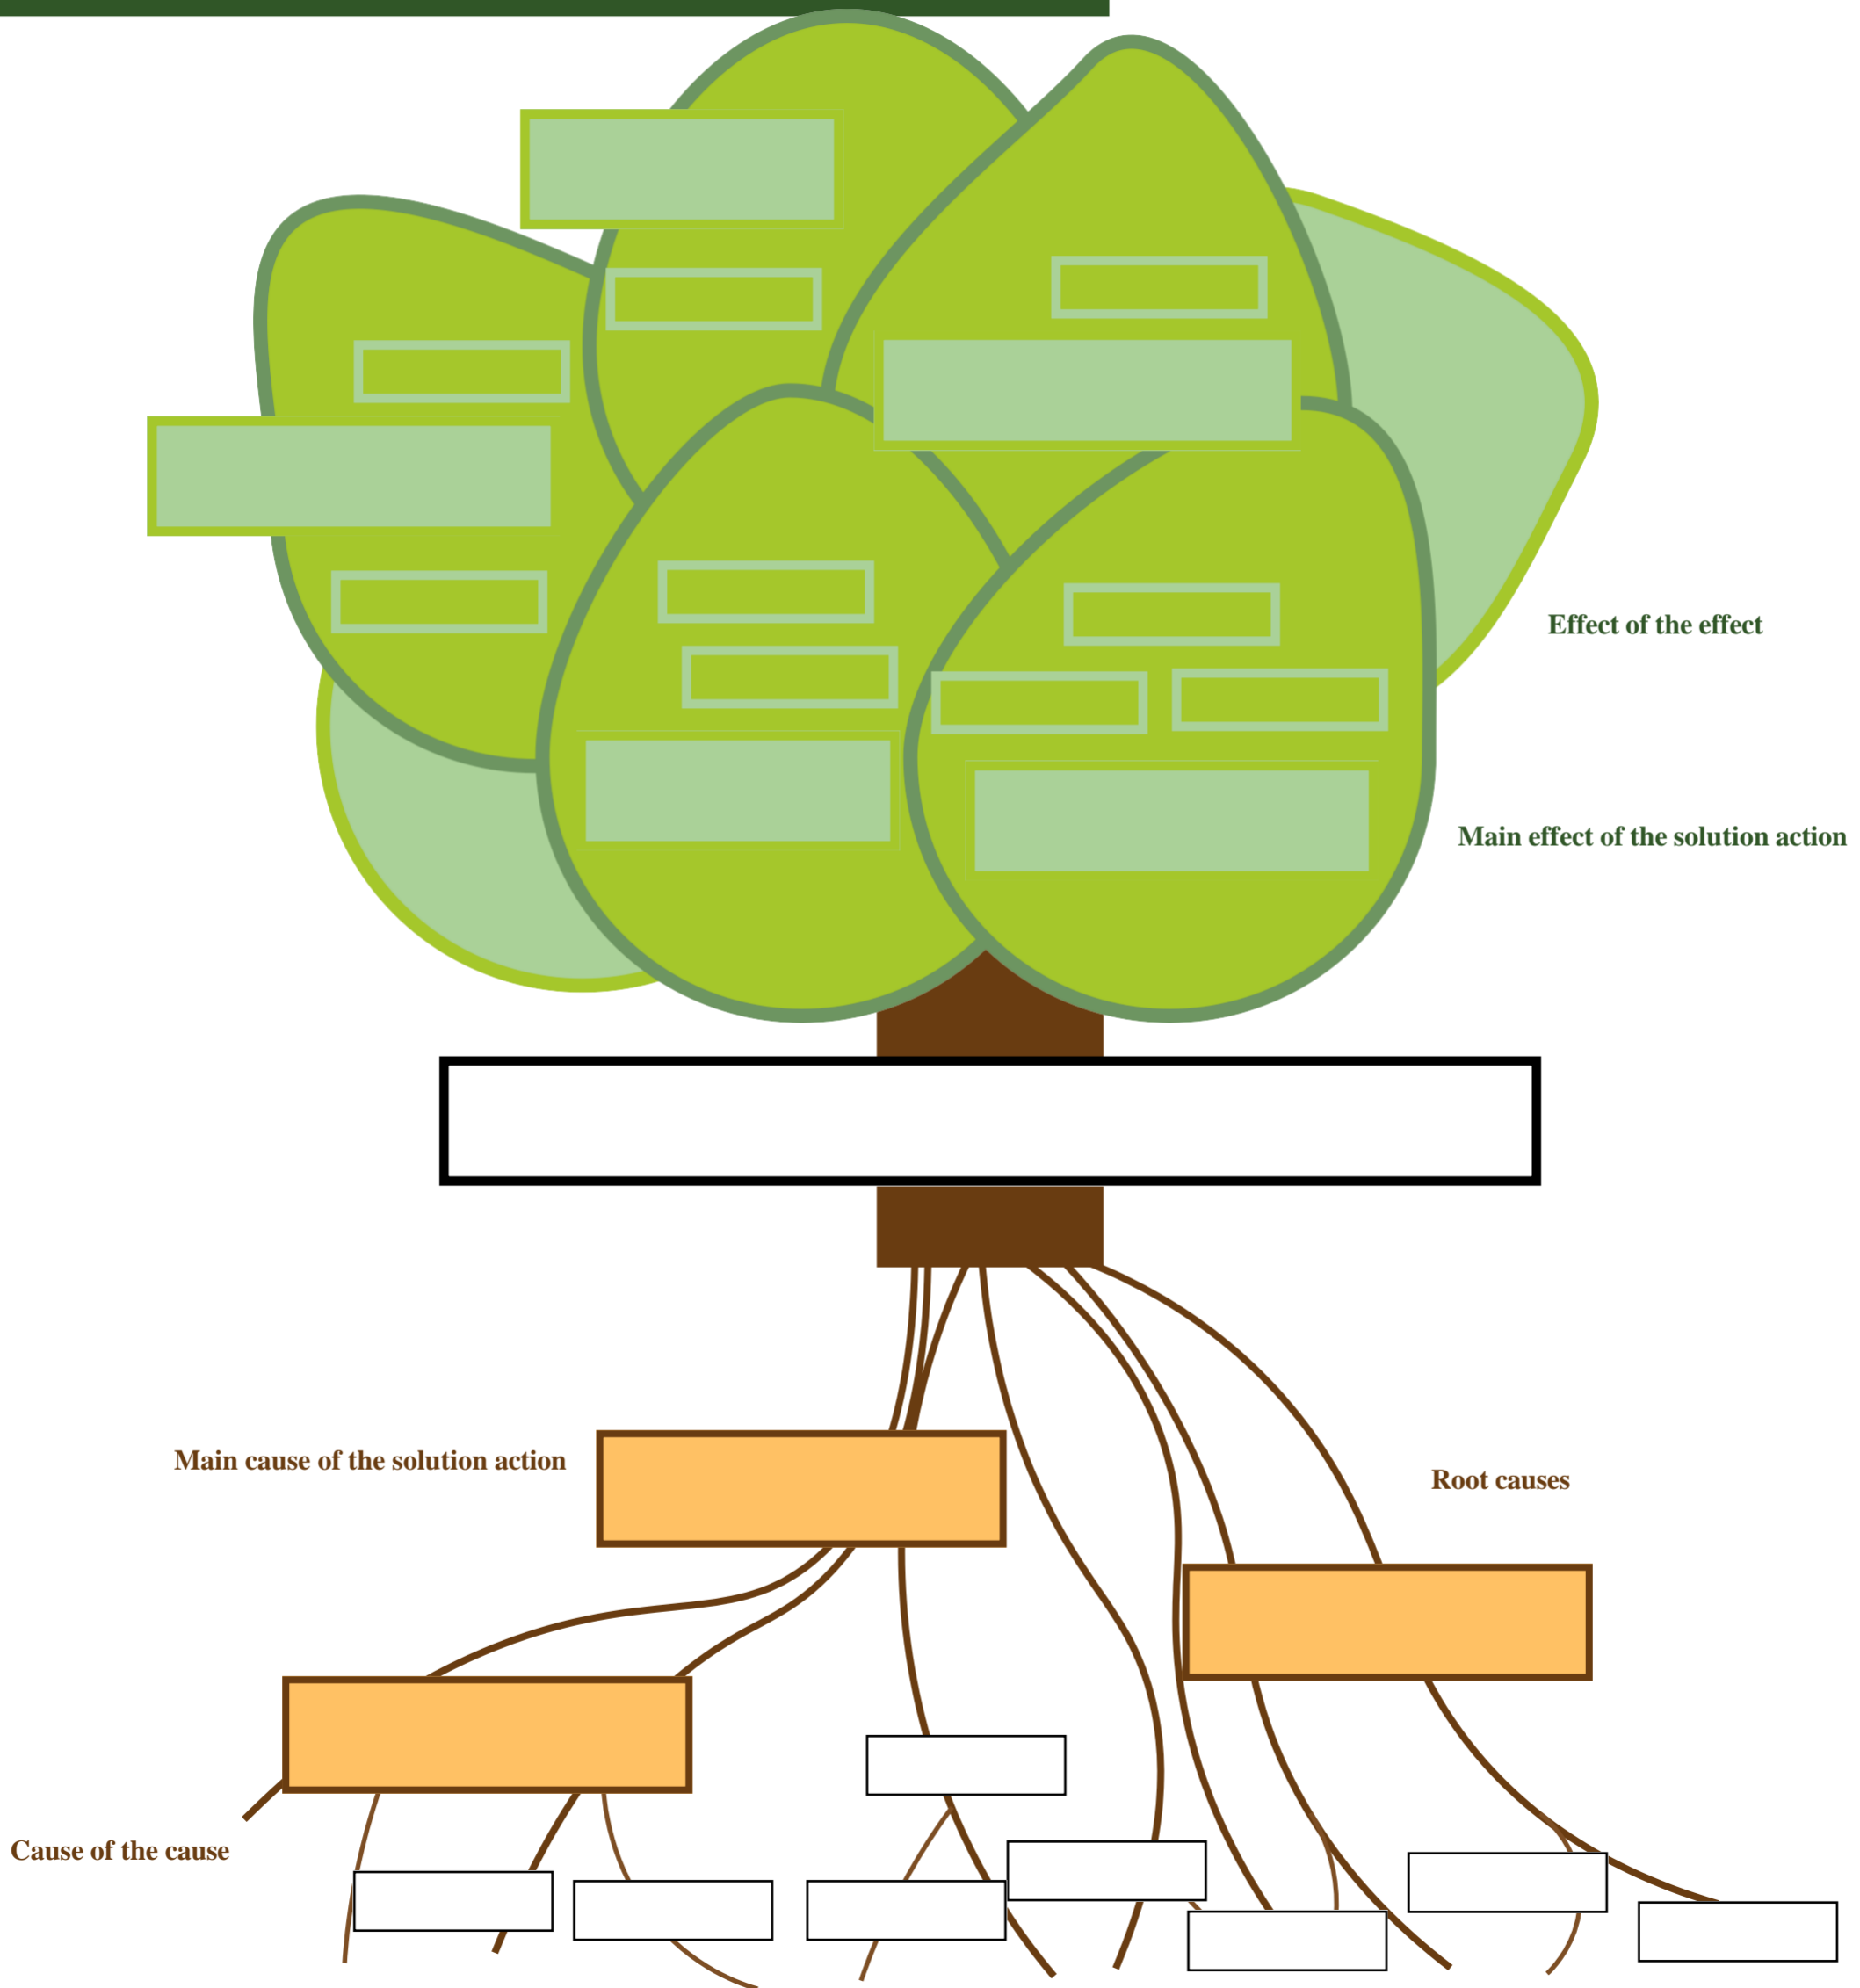 Effect of the effect
Main effect of the solution action
Main cause of the solution action
Root causes
Cause of the cause